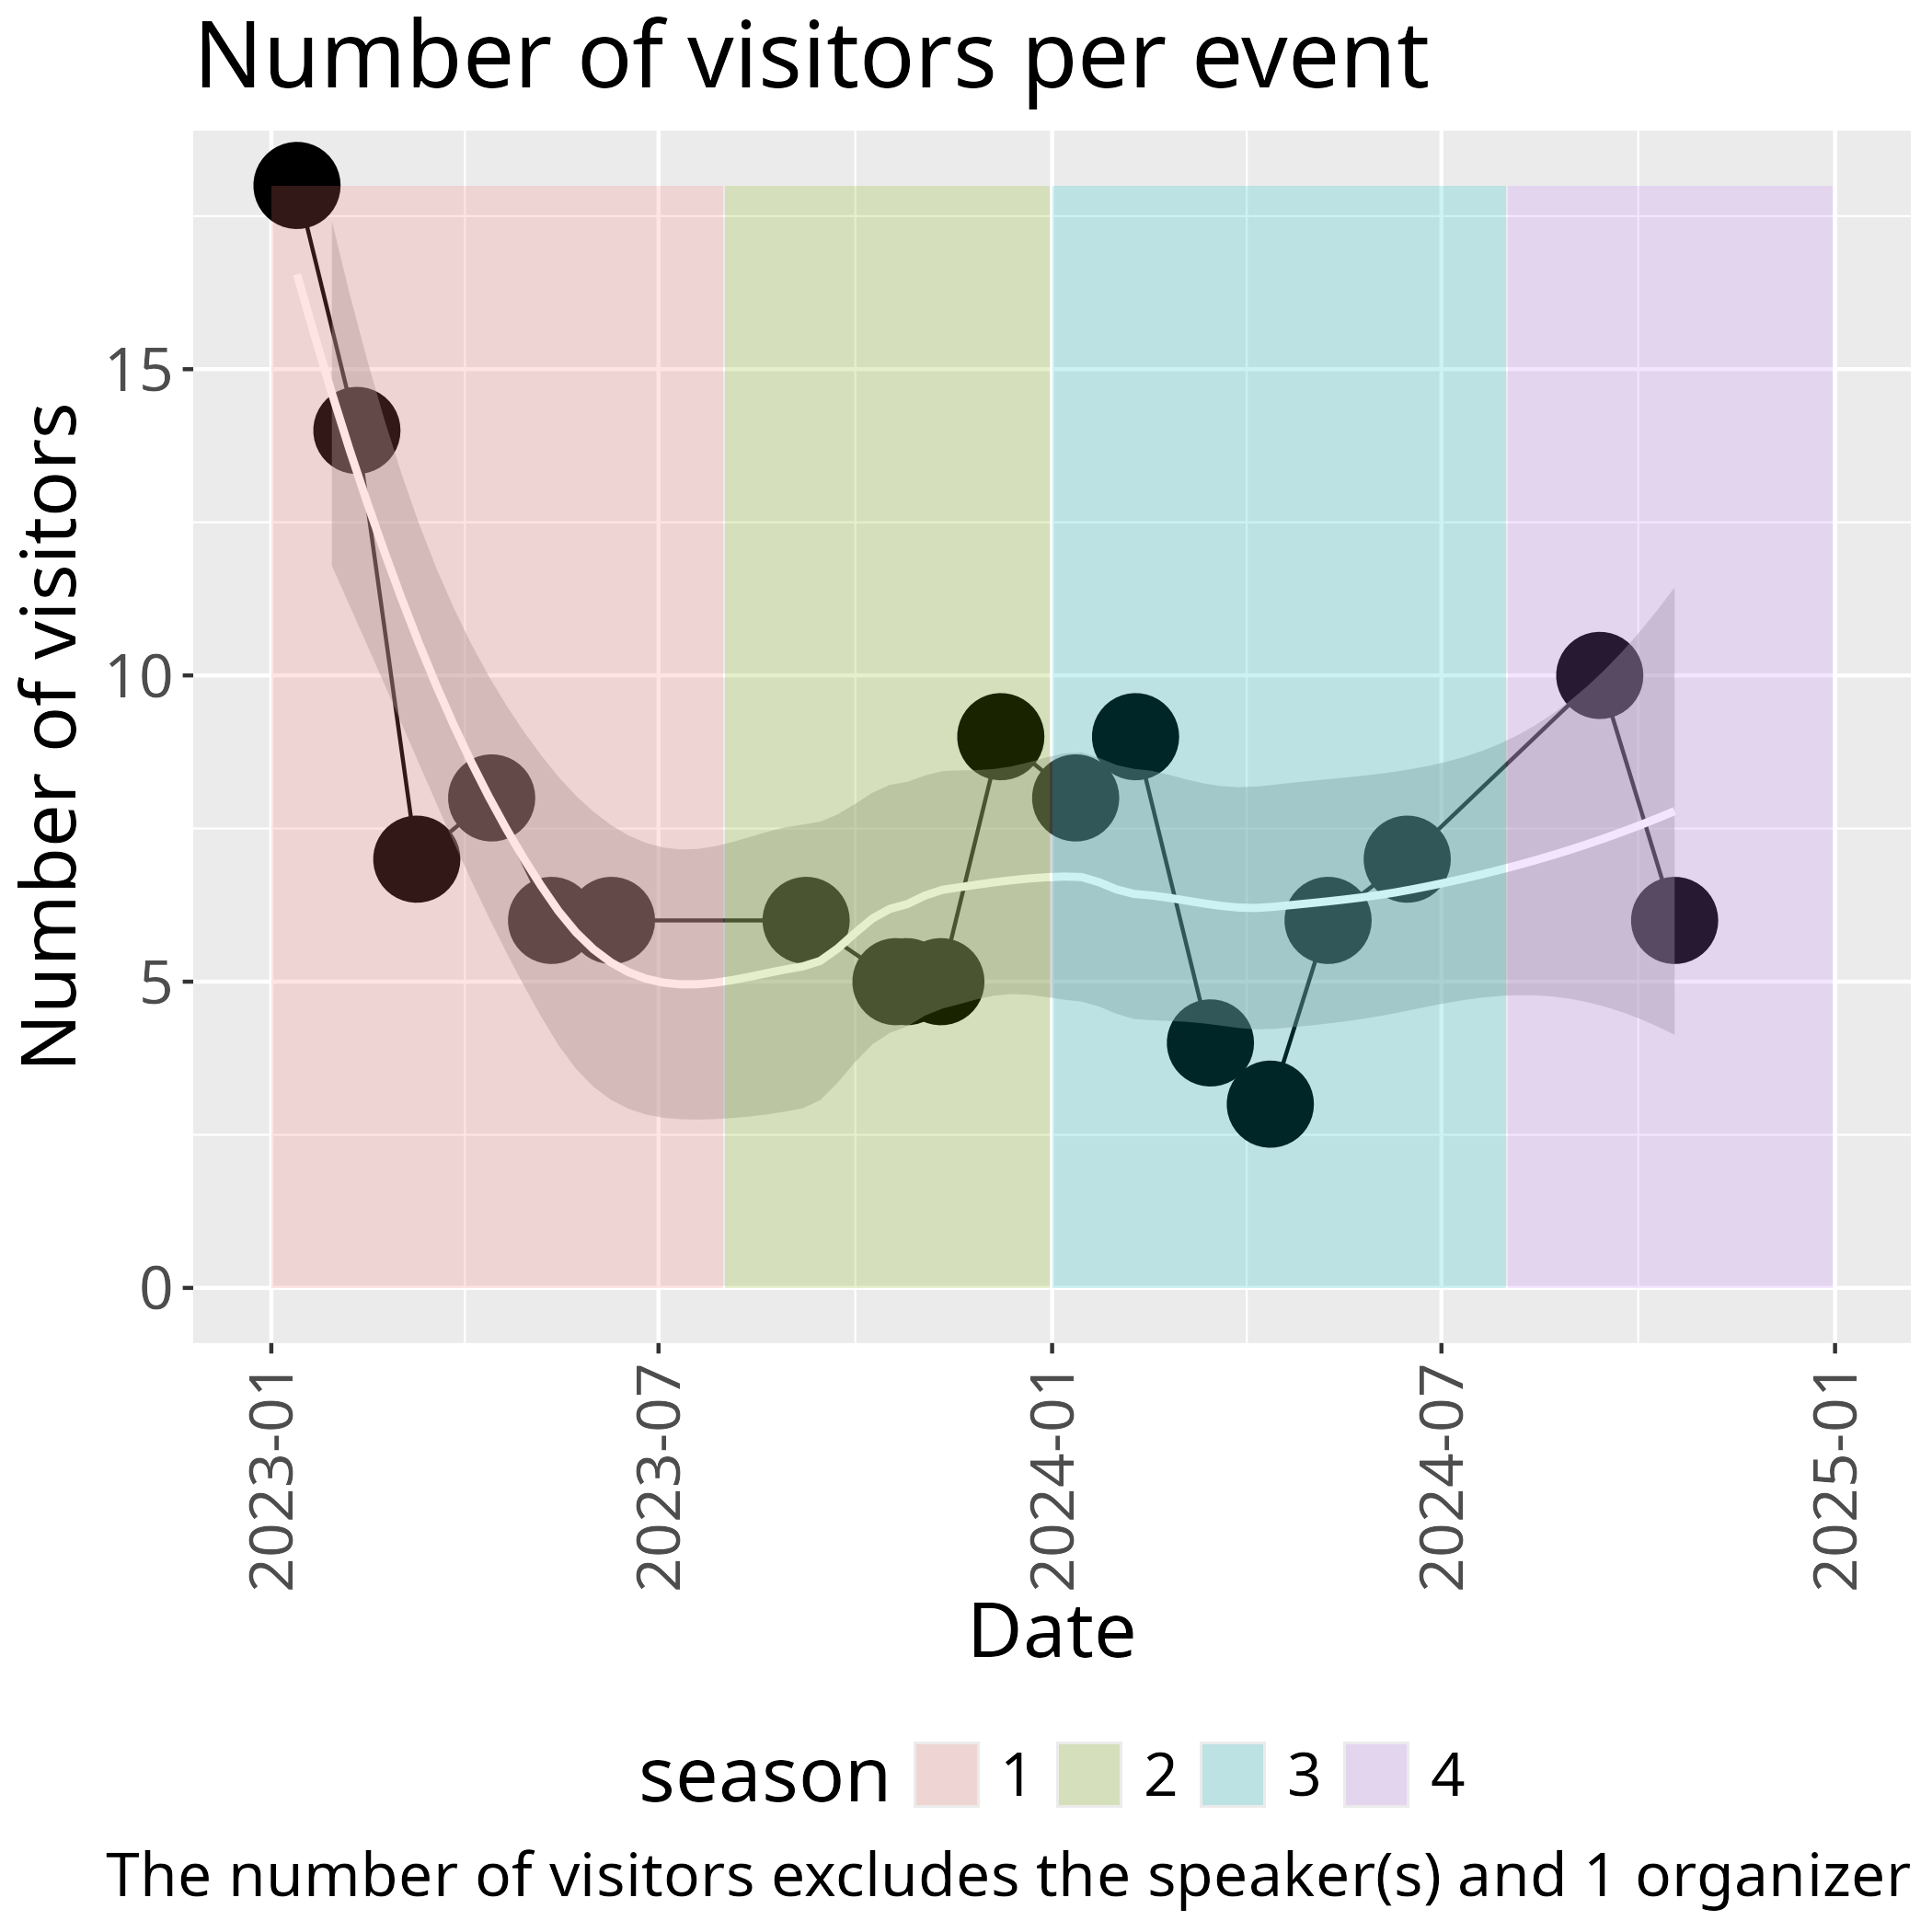 Number of visitors per event
Number of visitors
15
10
5
0
2023-01
2023-07
2024-01
2024-07
2025-01
Date
season 1 2 3 4
The number of visitors excludes the speaker(s) and 1 organizer